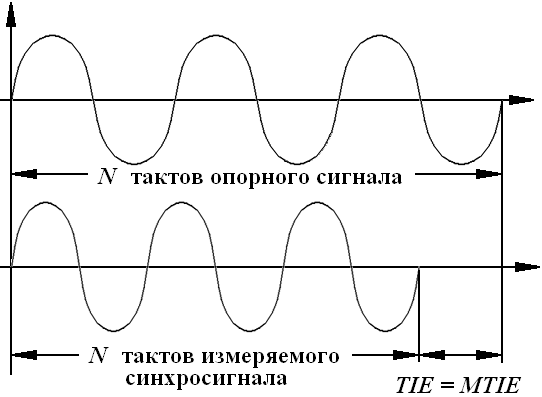 N тактов опорного сигнала
N тактов измеряемого
синхросигнала
TIE = MTIE